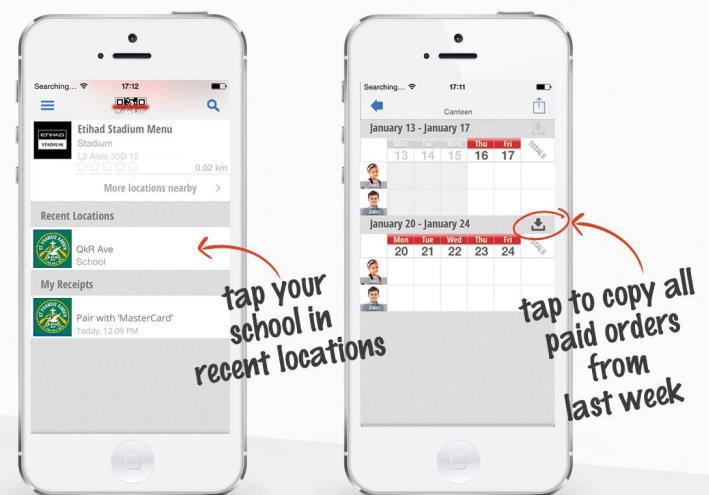 Searching...
17:12
ETIHAD
STADIUM
Etihad Stadium Menu
Stadium
L2 Aisle 35D 12
0.02 km
More locations nearby >
Recent Locations
QkR Ave
School
My Receipts
Pair with 'MasterCard'
Today, 12.09 PM
tap your
school in
recent locations
Searching...
17:11
Canteen
January 13 - January 17
Mon Tue Wed Thu Fri
13 14 15 16 17
TOTALS
January 20 - January 24
Mon Tue Wed Thu Fri
20 21 22 23 24
TOTALS
tap to copy all
paid orders
from
last week